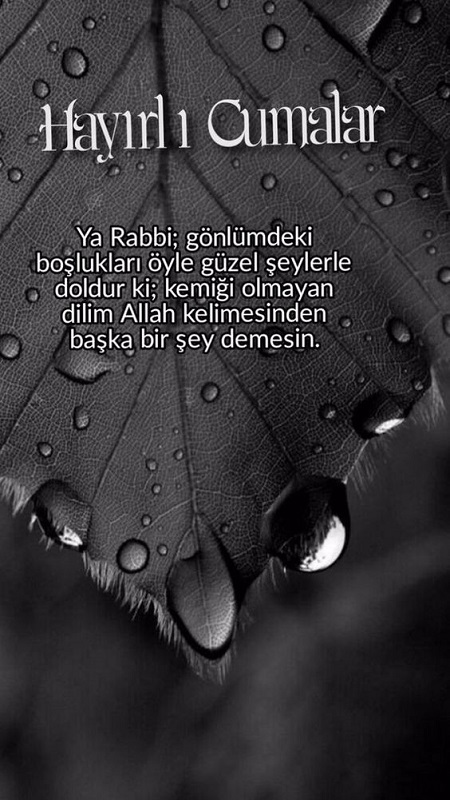 Hayırlı Cumalar
Ya Rabbi; gönlümdeki
boşlukları öyle güzel şeylerle
doldur ki; kemiği olmayan
dilim Allah kelimesinden
başka bir şey demesin.